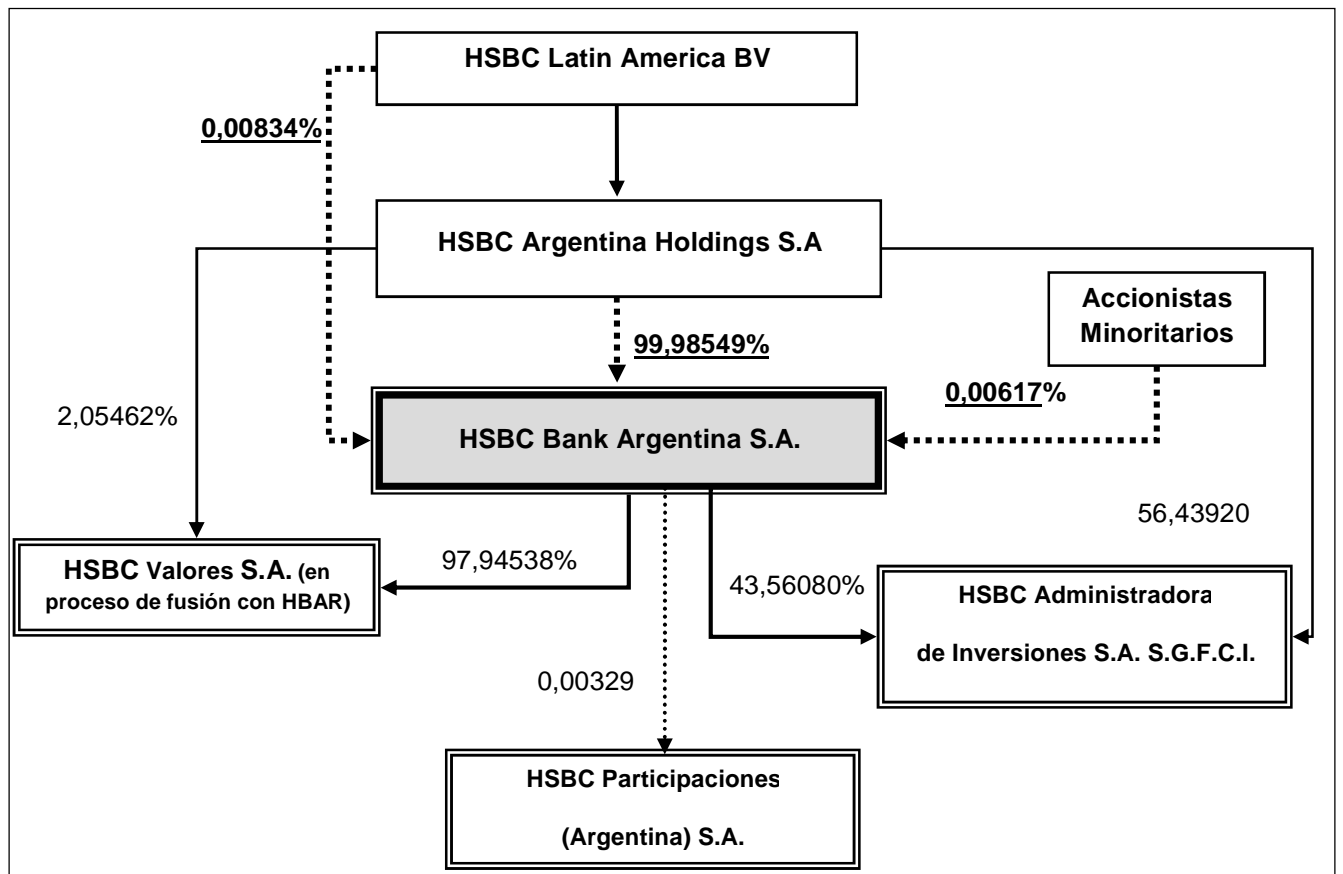 HSBC Latin America BV
0,00834%
HSBC Argentina Holdings S.A
Accionistas
Minoritarios
99,98549%
0,00617%
2,05462%
HSBC Bank Argentina S.A.
56,43920
HSBC Valores S.A. (en
proceso de fusión con HBAR)
97,94538%
43,56080%
HSBC Administradora
de Inversiones S.A. S.G.F.C.I.
0,00329
HSBC Participaciones
(Argentina) S.A.